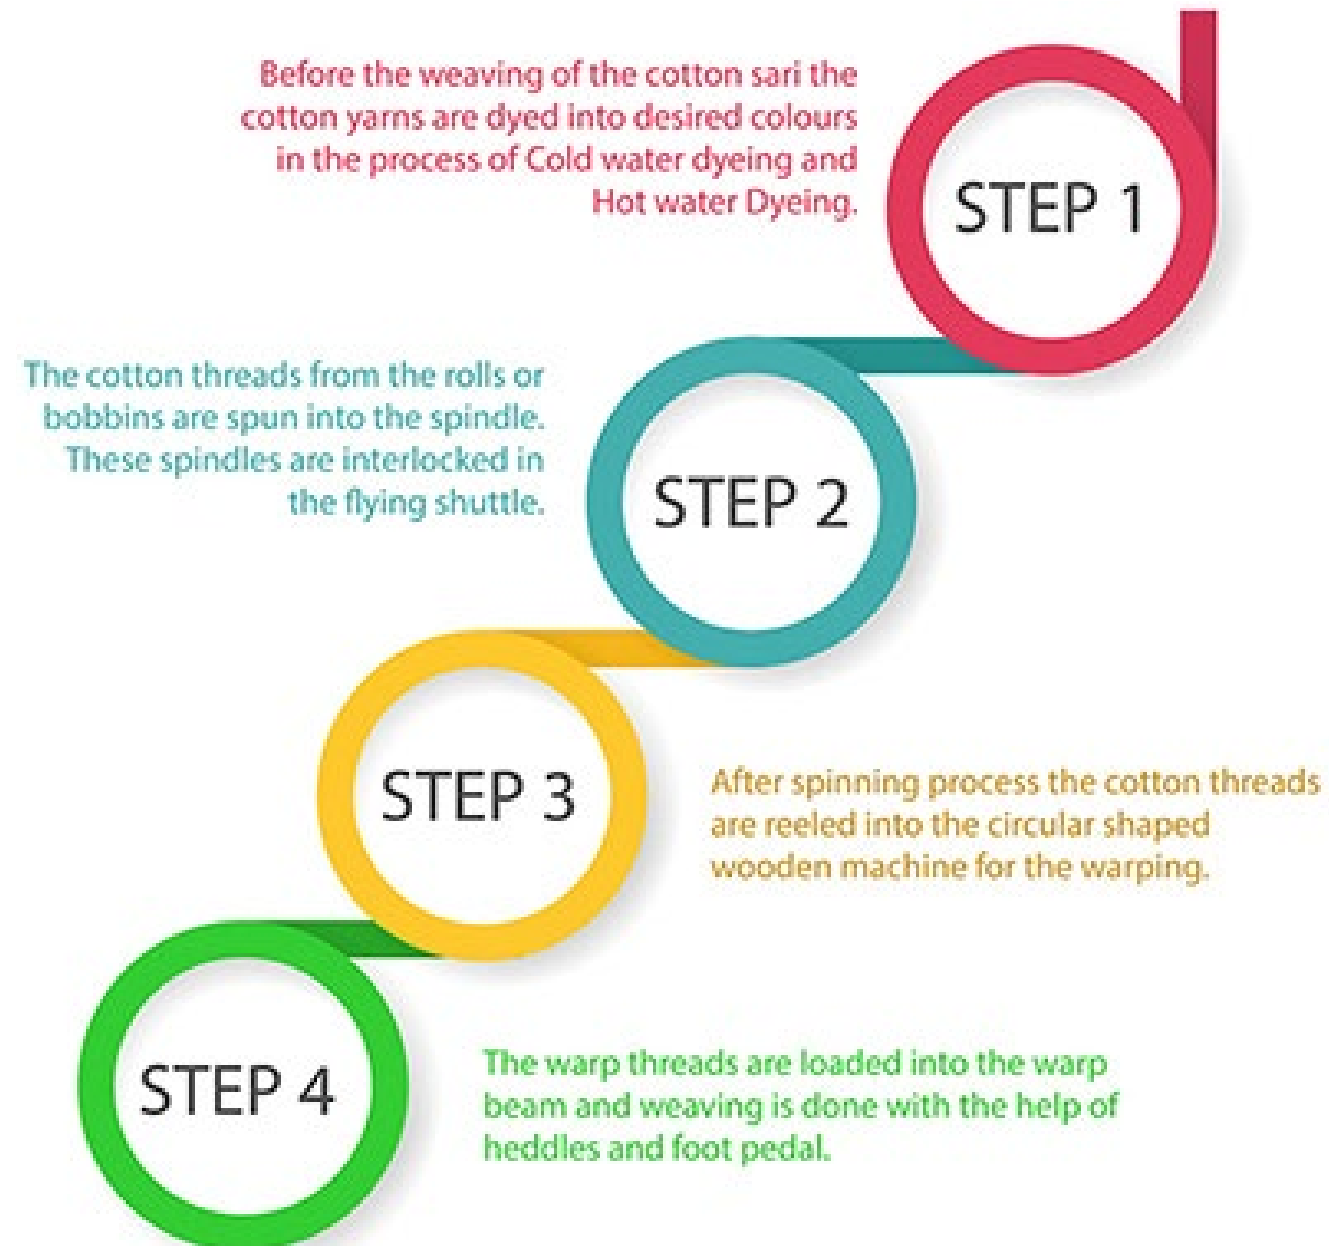 Before the weaving of the cotton sari the
cotton yarns are dyed into desired colours
in the process of Cold water dyeing and
Hot water Dyeing.
STEP 1
The cotton threads from the rolls or
bobbins are spun into the spindle.
These spindles are interlocked in
the flying shuttle.
STEP 2
STEP 3
After spinning process the cotton threads
are reeled into the circular shaped
wooden machine for the warping.
STEP 4
The warp threads are loaded into the warp
beam and weaving is done with the help of
heddles and foot pedal.